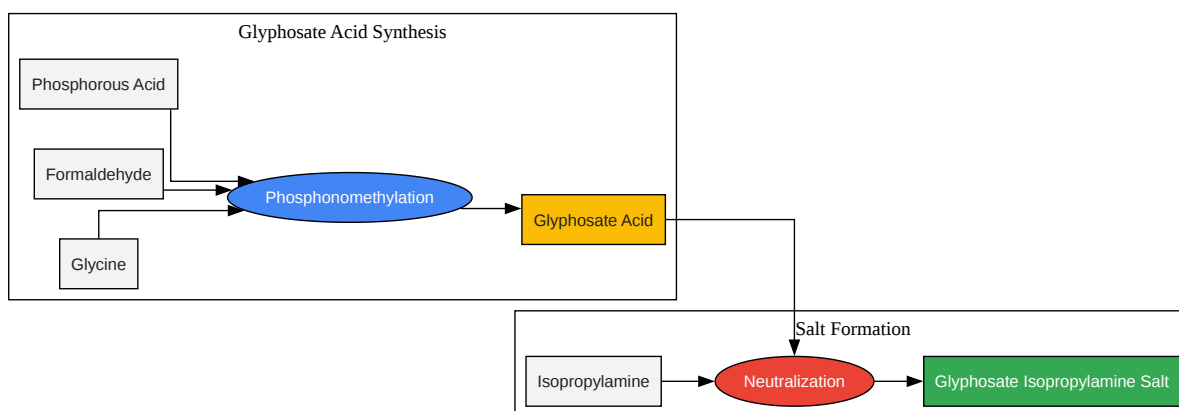 Glyphosate Acid Synthesis
Phosphorous Acid
Formaldehyde
Phosphonomethylation
Glyphosate Acid
Glycine
Salt Formation
Isopropylamine
Neutralization
Glyphosate Isopropylamine Salt